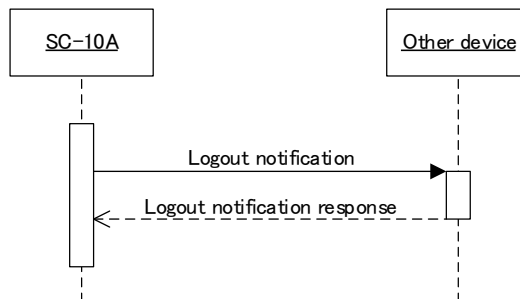 SC-10A
Other device
Logout notification
Logout notification response